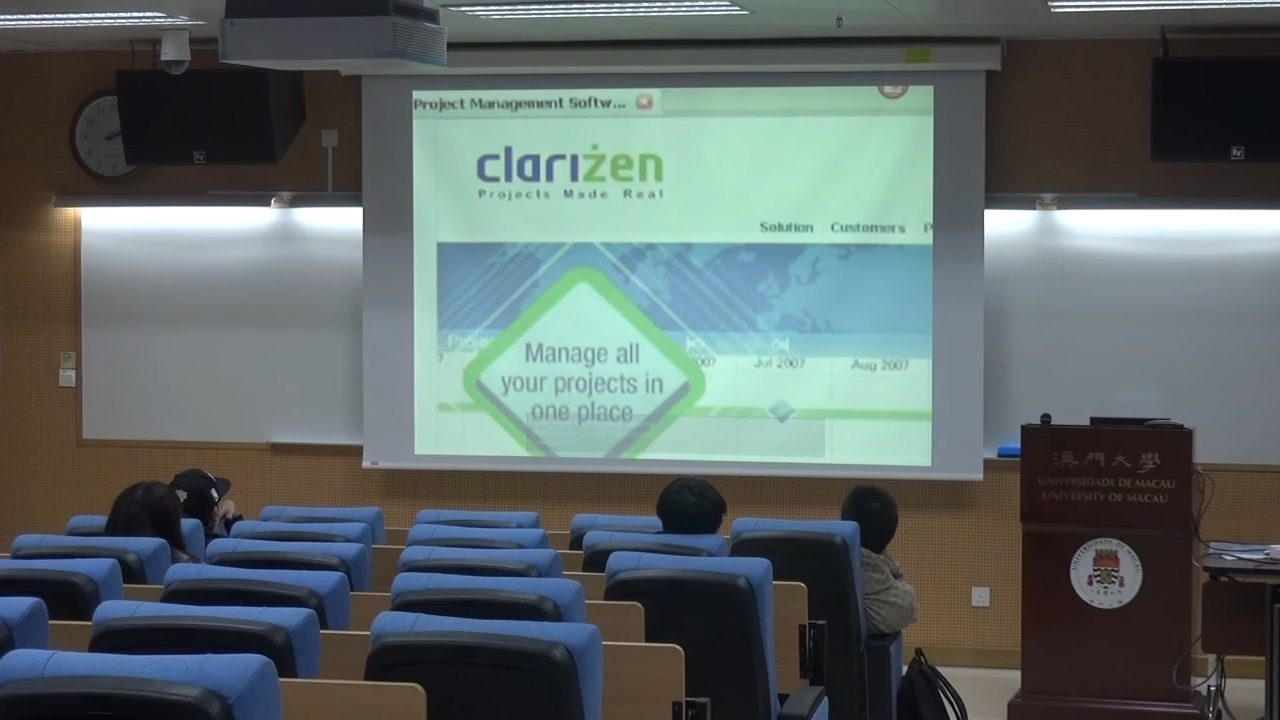 Project Management Softw...
clarizen
Projects Made Real
Solution Customers P
Manage all
your projects in
one place
2007 Jul 2007 Aug 2007
澳門大學
UNIVERSIDADE DE MACAU
UNIVERSITY OF MACAU